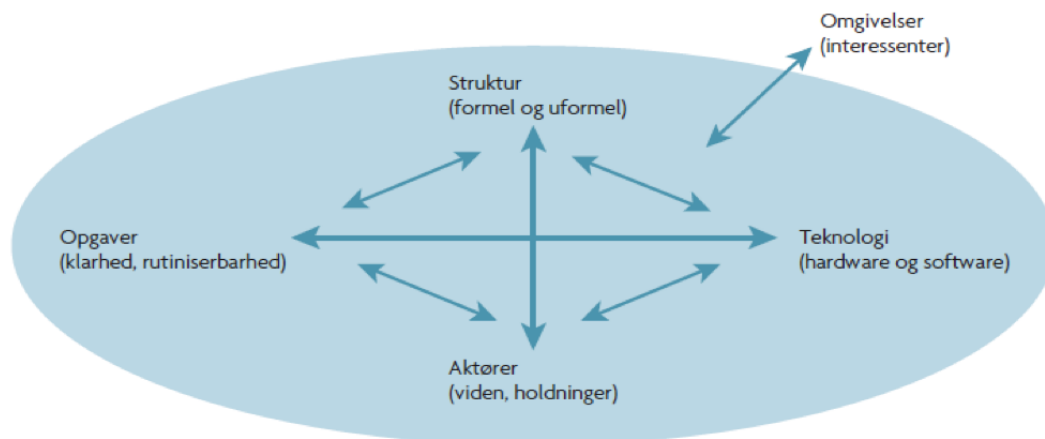 Omgivelser
(interessenter)
Struktur
(formel og uformel)
Opgaver
(klarhed, rutiniserbarhed)
Teknologi
(hardware og software)
Aktører
(viden, holdninger)